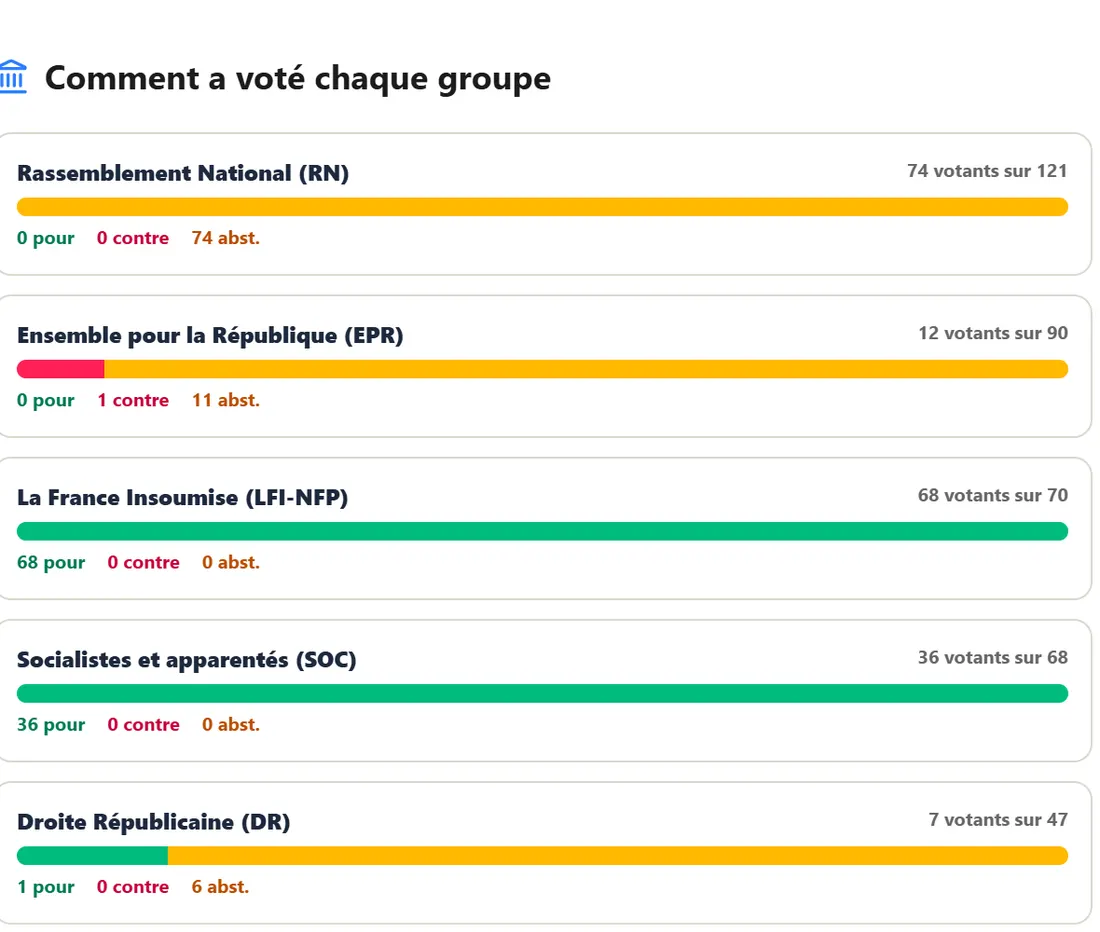 Comment a voté chaque groupe
Rassemblement National (RN) 74 votants sur 121
0 pour 0 contre 74 abst.
Ensemble pour la République (EPR) 12 votants sur 90
0 pour 1 contre 11 abst.
La France Insoumise (LFI-NFP) 68 votants sur 70
68 pour 0 contre 0 abst.
Socialistes et apparentés (SOC) 36 votants sur 68
36 pour 0 contre 0 abst.
Droite Républicaine (DR) 7 votants sur 47
1 pour 0 contre 6 abst.